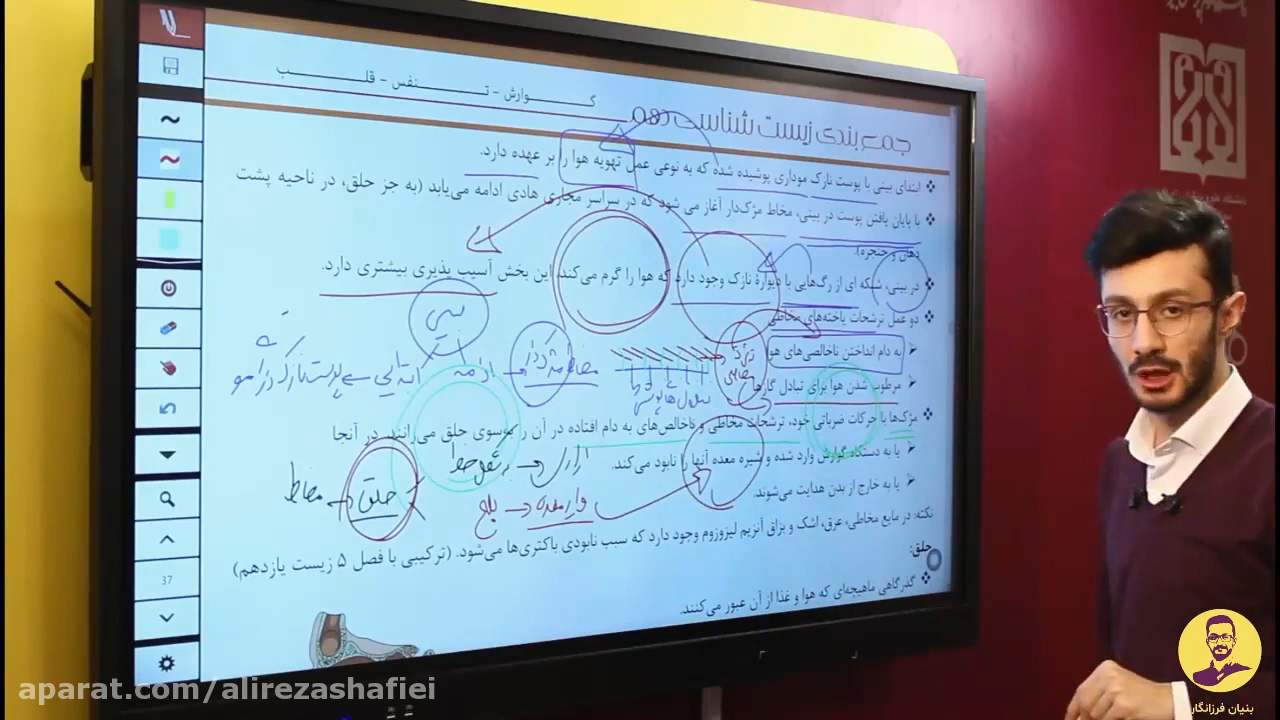 گوارش - تنفس - قلب
جمع بندی زیست شناسی دهم
ابتدای بینی با پوست نازک موداری پوشیده شده که به نوعی عمل تهویه هوا را بر عهده دارد.
با پایان یافتن پوست در بینی، مخاط مژک‌دار آغاز می شود که در سراسر مجاری هادی ادامه می‌یابد (به جز حلق، در ناحیه پشت
دهان و حنجره).
در بینی، شبکه ای از رگ‌هایی با دیوارهٔ نازک وجود دارد که هوا را گرم می‌کند. این بخش آسیب پذیری بیشتری دارد.
دو عمل ترشحات یاخته‌های مخاطی
به دام انداختن ناخالصی‌های هوا
مرطوب شدن هوا برای تبادل گازها
بینی
ابتدایی پوست نازک
ادامه
مخاط مژکدار
مژک‌ها با حرکات ضربانی خود، ترشحات مخاطی و ناخالص‌های به دام افتاده در آن را به‌سوی حلق می‌رانند. در آنجا
یا به دستگاه گوارش وارد شده و شیره معده آنها را نابود می‌کند.
یا به خارج از بدن هدایت می‌شوند.
مخاط
حلق
بلع
وارد معده
نکته: در مایع مخاطی، عرق، اشک و بزاق آنزیم لیزوزوم وجود دارد که سبب نابودی باکتری‌ها می‌شود. (ترکیبی با فصل ۵ زیست یازدهم)
حلق:
گذرگاهی ماهیچه‌ای که هوا و غذا از آن عبور می‌کنند.
37
aparat.com/alirezashafiei
بنیان فرزانگان